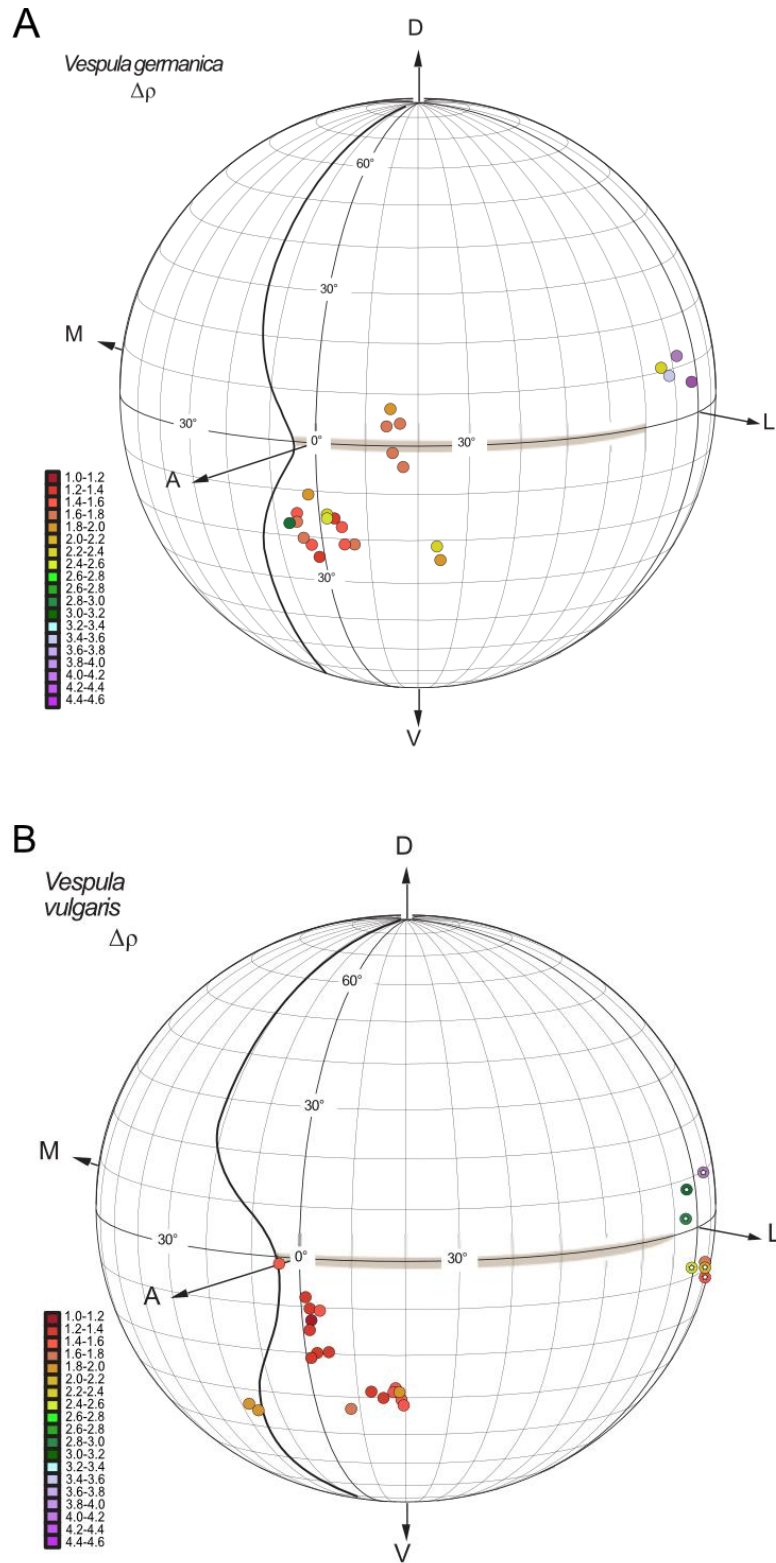 A
Vespula germanica
Δρ
D
60°
30°
M
30°
0°
30°
L
A
30°
V
1.0-1.2
1.2-1.4
1.4-1.6
1.6-1.8
1.8-2.0
2.0-2.2
2.2-2.4
2.4-2.6
2.6-2.8
2.6-2.8
2.8-3.0
3.0-3.2
3.2-3.4
3.4-3.6
3.6-3.8
3.8-4.0
4.0-4.2
4.2-4.4
4.4-4.6
B
Vespula
vulgaris
Δρ
D
60°
30°
M
30°
0°
30°
L
A
V
1.0-1.2
1.2-1.4
1.4-1.6
1.6-1.8
1.8-2.0
2.0-2.2
2.2-2.4
2.4-2.6
2.6-2.8
2.6-2.8
2.8-3.0
3.0-3.2
3.2-3.4
3.4-3.6
3.6-3.8
3.8-4.0
4.0-4.2
4.2-4.4
4.4-4.6